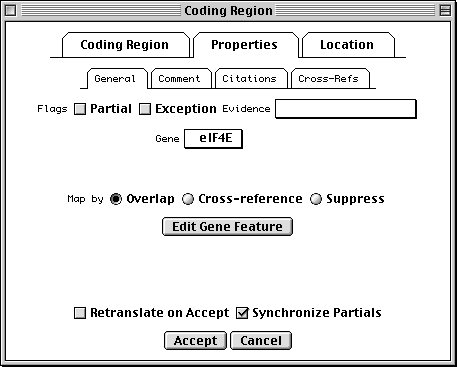 Coding Region
Coding Region Properties Location
General Comment Citations Cross-Refs
Flags Partial Exception Evidence
Gene eIF4E
Map by Overlap Cross-reference Suppress
Edit Gene Feature
Retranslate on Accept Synchronize Partials
Accept Cancel